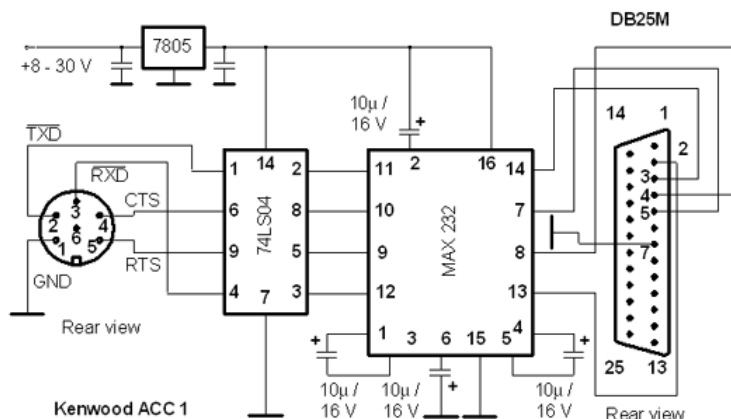 DB25M
7805
+8 - 30 V
10µ /
16 V
14 1
2
TXD
RXD
CTS
RTS
GND
3
2 4
6
1 5
Rear view
Kenwood ACC 1
1 14 2
6 8
9 5
4 7 3
74LS04
11 2 16 14
10 7
9 8
12 13
1 3 6 15 5 4
MAX 232
10µ /
16 V
10µ /
16 V
10µ /
16 V
3
4
5
7
25 13
Rear view